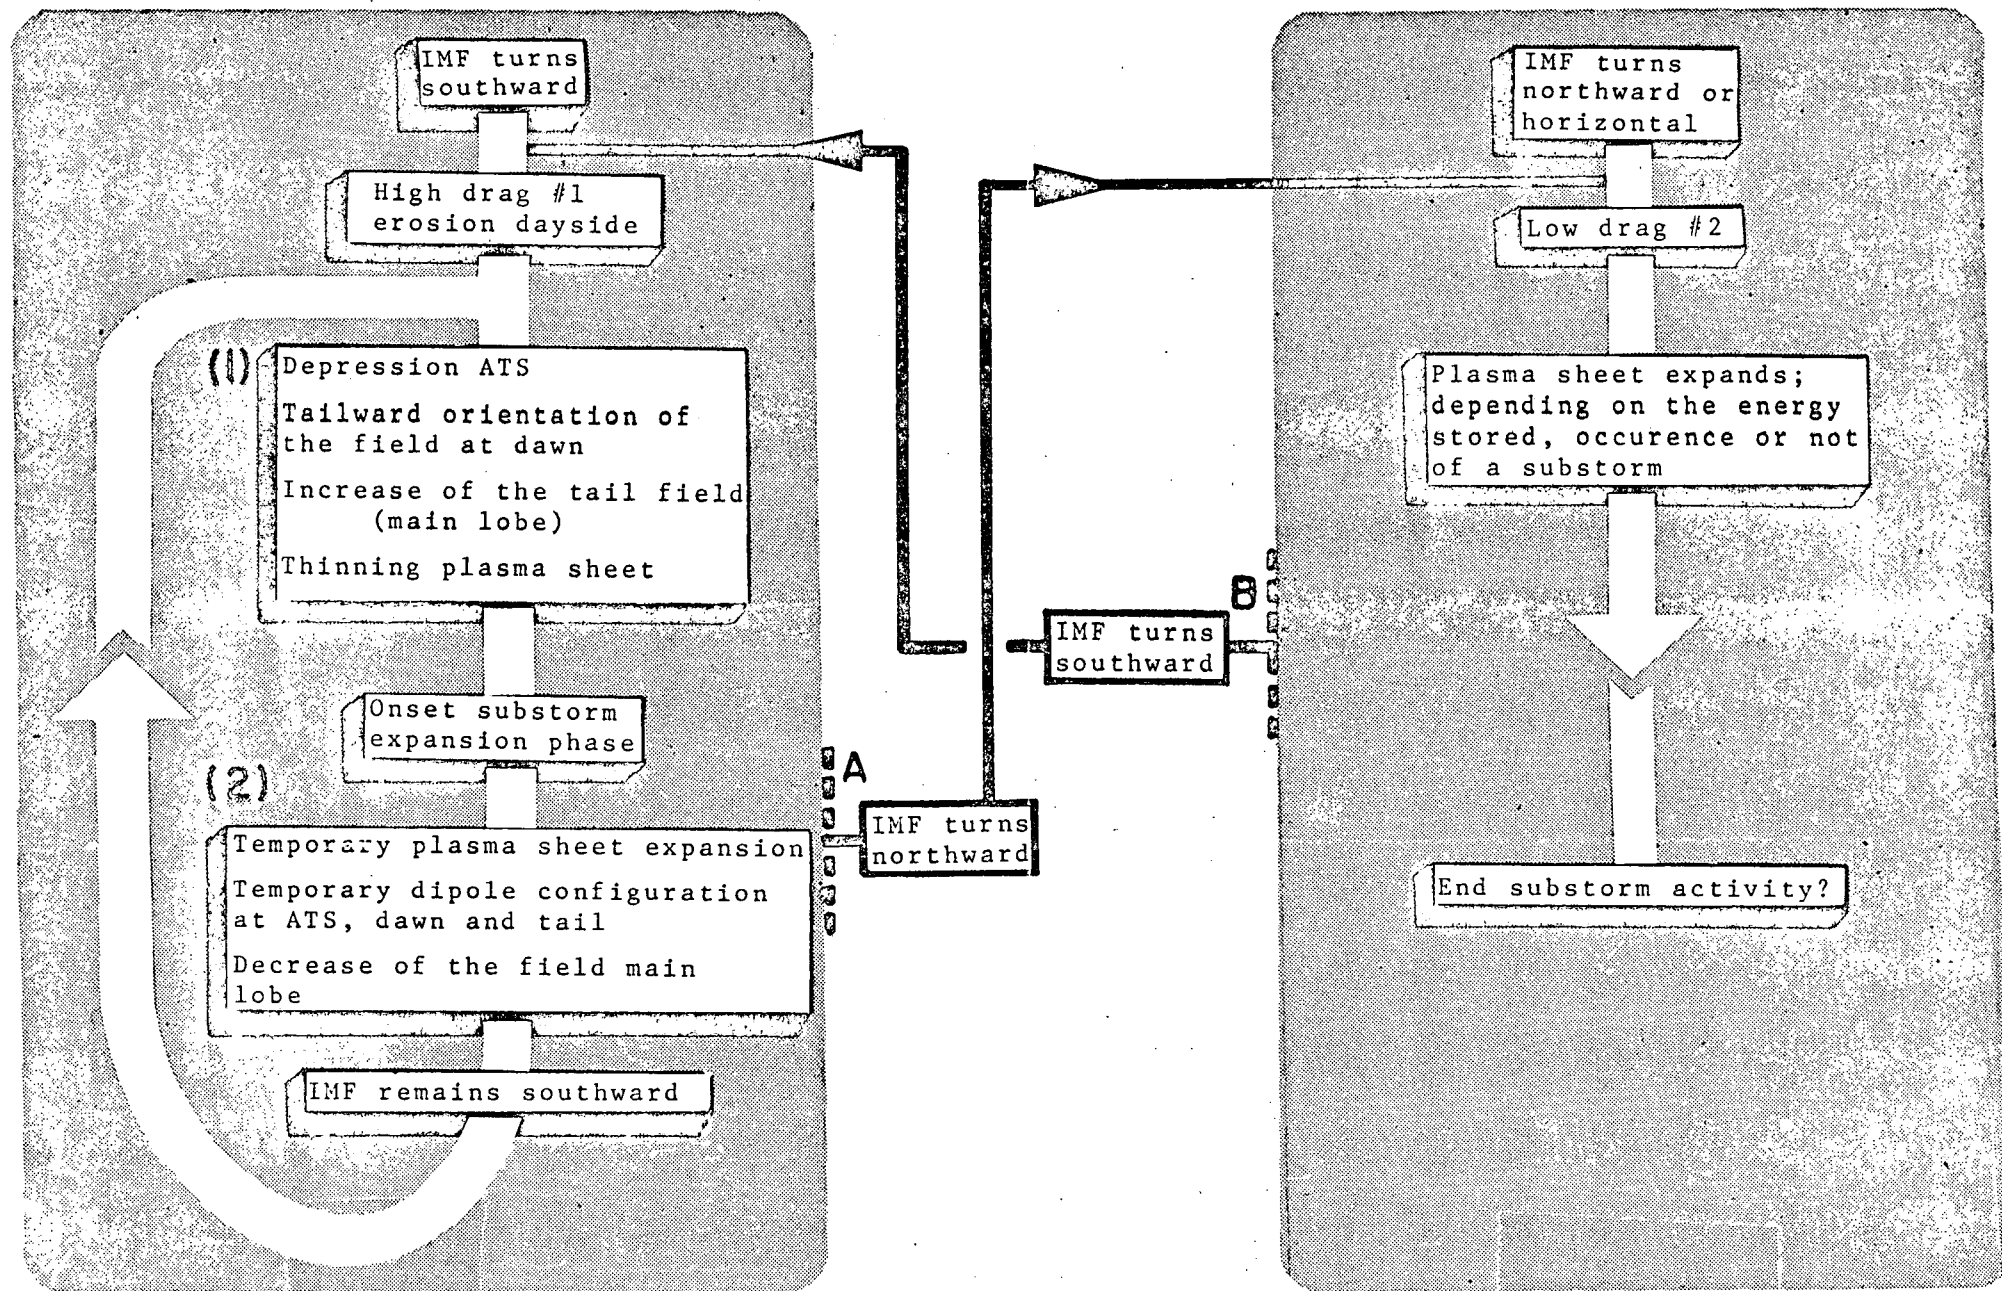 IMF turns
southward
High drag #1
erosion dayside
(1)
Depression ATS
Tailward orientation of
the field at dawn
Increase of the tail field
(main lobe)
Thinning plasma sheet
Onset substorm
expansion phase
(2)
Temporary plasma sheet expansion
Temporary dipole configuration
at ATS, dawn and tail
Decrease of the field main
lobe
IMF remains southward
A
IMF turns
northward
B
IMF turns
southward
IMF turns
northward or
horizontal
Low drag #2
Plasma sheet expands;
depending on the energy
stored, occurence or not
of a substorm
End substorm activity?